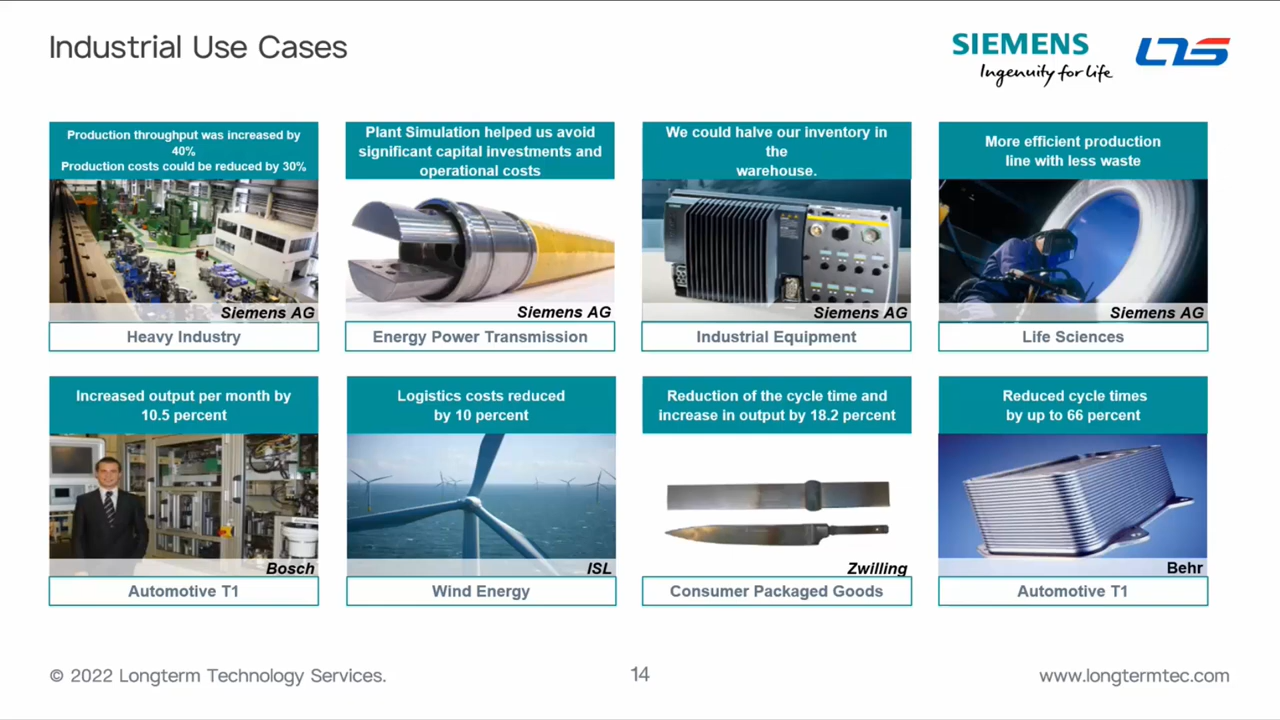 Industrial Use Cases
SIEMENS
Ingenuity for life
LTS
Production throughput was increased by
40%
Production costs could be reduced by 30%
Siemens AG
Heavy Industry
Plant Simulation helped us avoid
significant capital investments and
operational costs
Siemens AG
Energy Power Transmission
We could halve our inventory in
the
warehouse.
Siemens AG
Industrial Equipment
More efficient production
line with less waste
Siemens AG
Life Sciences
Increased output per month by
10.5 percent
Bosch
Automotive T1
Logistics costs reduced
by 10 percent
ISL
Wind Energy
Reduction of the cycle time and
increase in output by 18.2 percent
Zwilling
Consumer Packaged Goods
Reduced cycle times
by up to 66 percent
Behr
Automotive T1
© 2022 Longterm Technology Services.
14
www.longtermtec.com